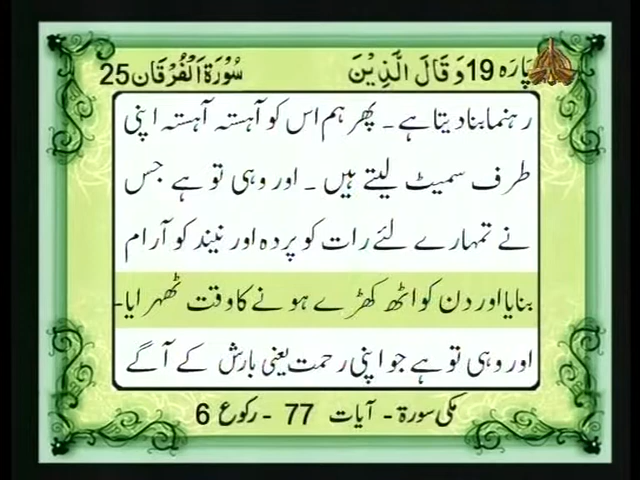 پارہ 19 وَقَالَ الَّذِیْنَ سُوْرَۃُ الْفُرْقَان 25
رہنما بنا دیتا ہے ۔ پھر ہم اس کو آہستہ آہستہ اپنی
طرف سمیٹ لیتے ہیں ۔ اور وہی تو ہے جس
نے تمہارے لئے رات کو پردہ اور نیند کو آرام
بنایا اور دن کو اٹھ کھڑے ہونے کا وقت ٹھہرایا۔
اور وہی تو ہے جو اپنی رحمت یعنی بارش کے آگے
مکی سورۃ - آیات 77 - رکوع 6